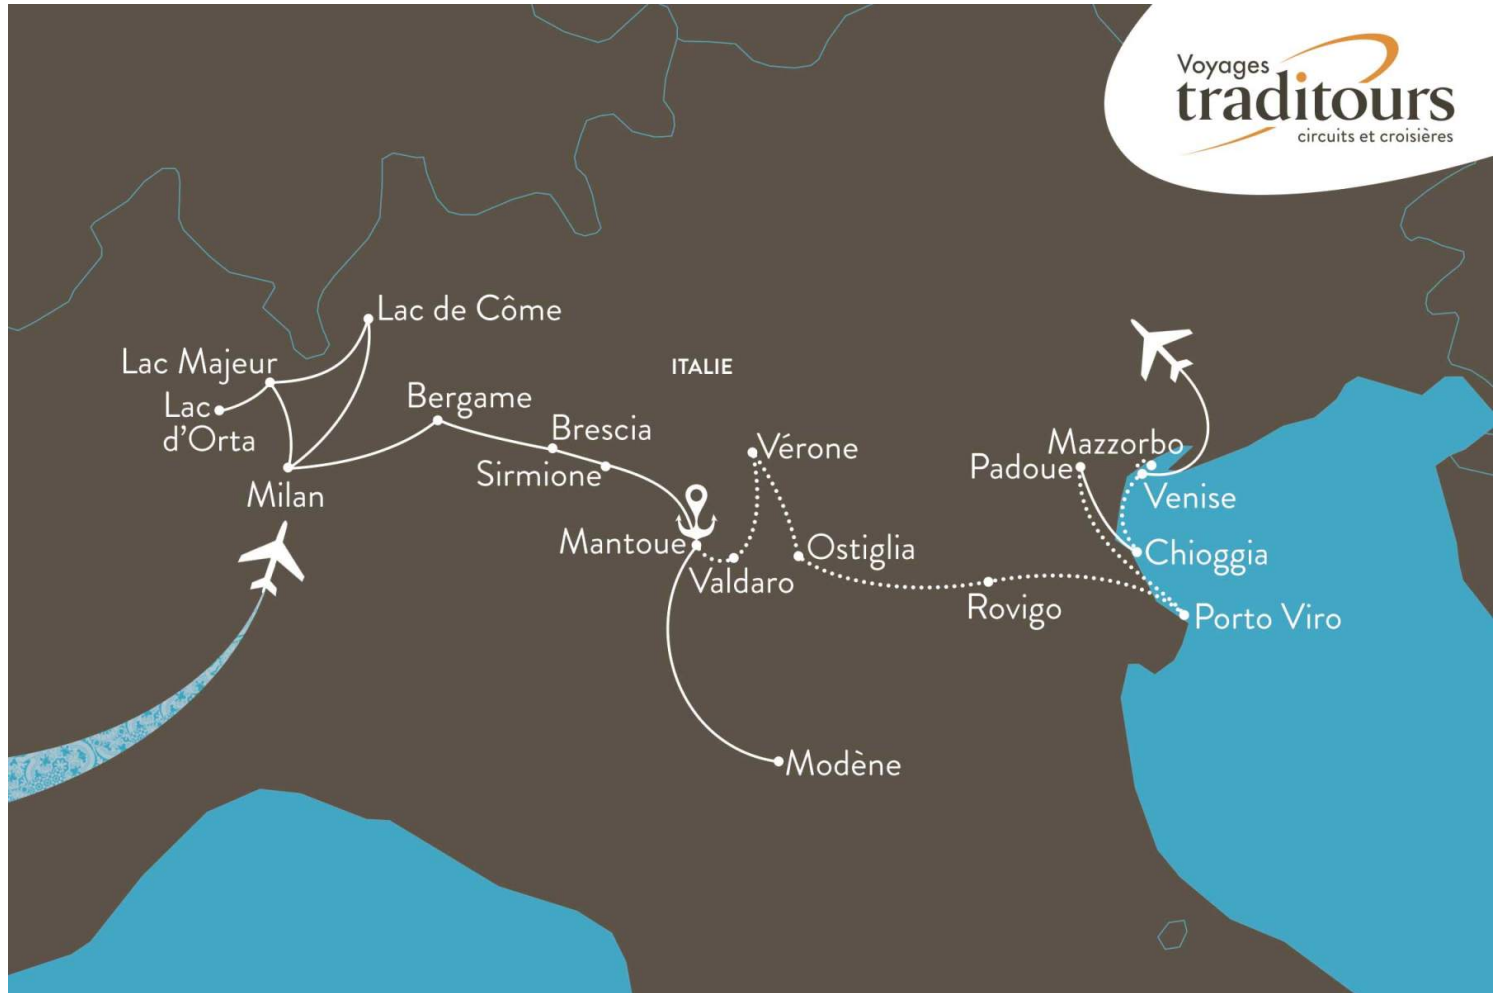 Voyages
traditours
circuits et croisières
Lac de Côme
Lac Majeur
ITALIE
Bergame
Lac
d'Orta
Brescia
Vérone
Mazzorbo
Padoue
Sirmione
Milan
Venise
Mantoue
Ostiglia
Chioggia
Valdaro
Rovigo
Porto Viro
Modène